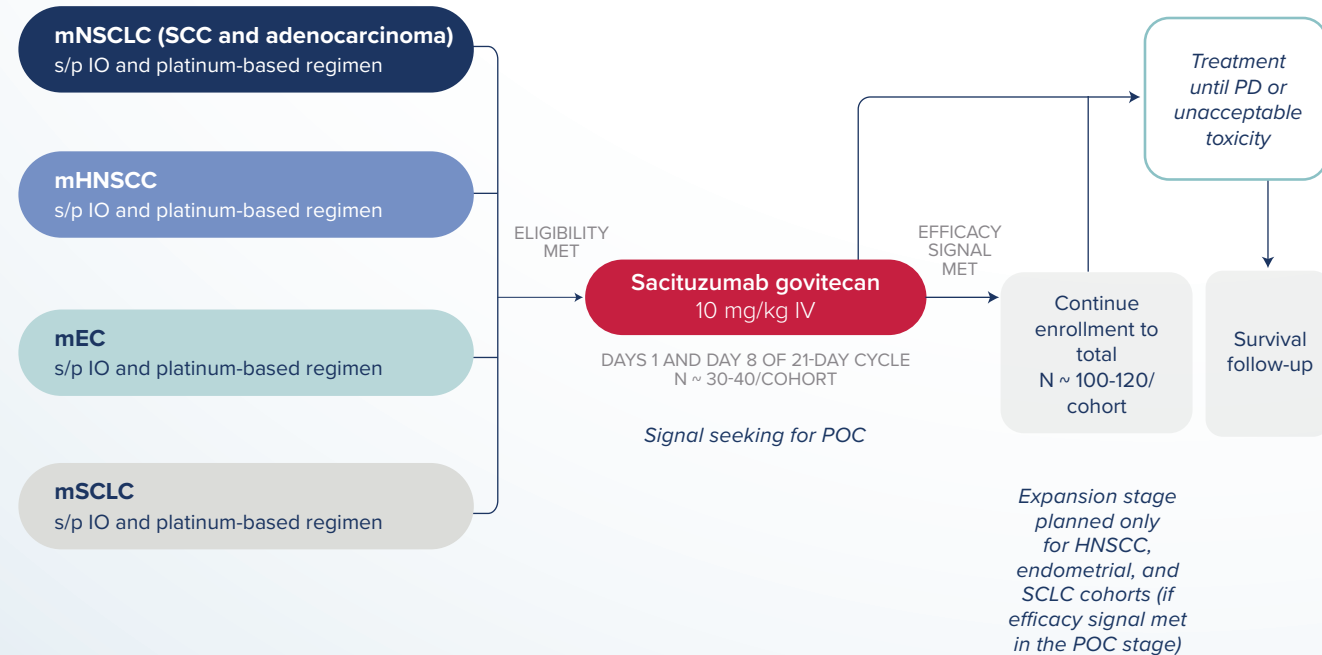 mNSCLC (SCC and adenocarcinoma)
s/p IO and platinum-based regimen
mHNSCC
s/p IO and platinum-based regimen
mEC
s/p IO and platinum-based regimen
mSCLC
s/p IO and platinum-based regimen
ELIGIBILITY
MET
Sacituzumab govitecan
10 mg/kg IV
DAYS 1 AND DAY 8 OF 21-DAY CYCLE
N ~ 30-40/COHORT
Signal seeking for POC
EFFICACY
SIGNAL
MET
Continue
enrollment to
total
N ~ 100-120/
cohort
Expansion stage
planned only
for HNSCC,
endometrial, and
SCLC cohorts (if
efficacy signal met
in the POC stage)
Treatment
until PD or
unacceptable
toxicity
Survival
follow-up